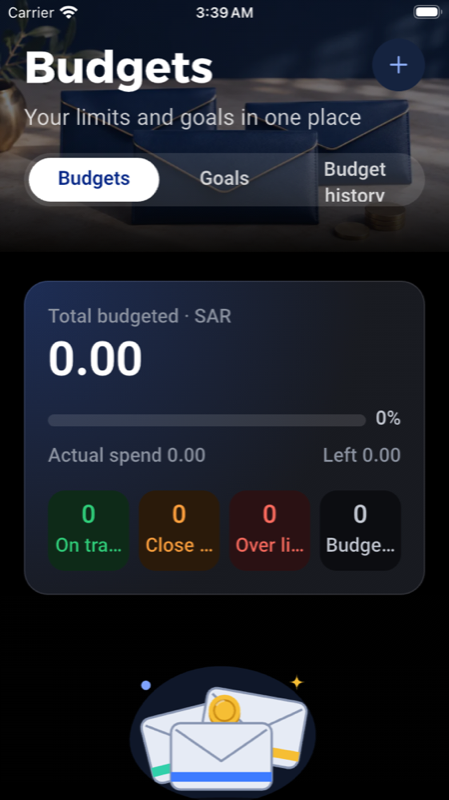 Carrier 3:39 AM
Budgets
Your limits and goals in one place
Budgets Goals Budget history
Total budgeted · SAR
0.00
0%
Actual spend 0.00 Left 0.00
0 0 0 0
On tra... Close ... Over li... Budge...